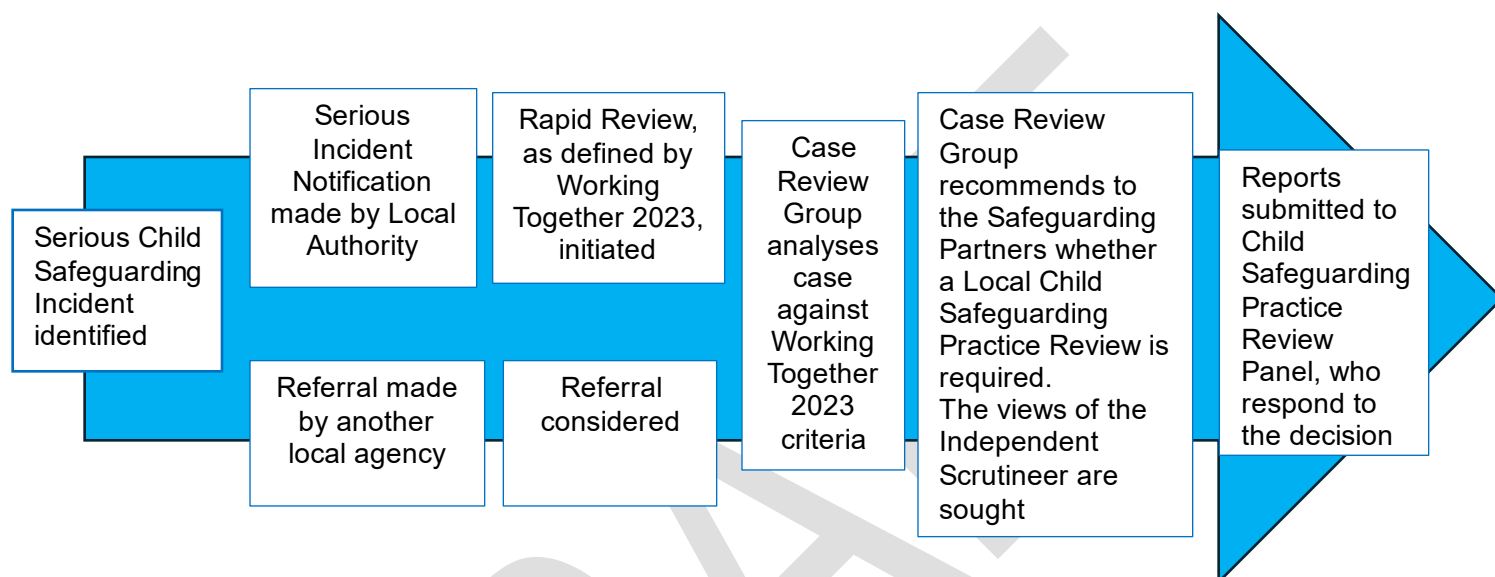 Serious Child
Safeguarding
Incident
identified
Serious
Incident
Notification
made by Local
Authority
Rapid Review,
as defined by
Working
Together 2023,
initiated
Referral made
by another
local agency
Referral
considered
Case
Review
Group
analyses
case
against
Working
Together
2023
criteria
Case Review
Group
recommends to
the Safeguarding
Partners whether
a Local Child
Safeguarding
Practice Review is
required.
The views of the
Independent
Scrutineer are
sought
Reports
submitted to
Child
Safeguarding
Practice
Review
Panel, who
respond to
the decision